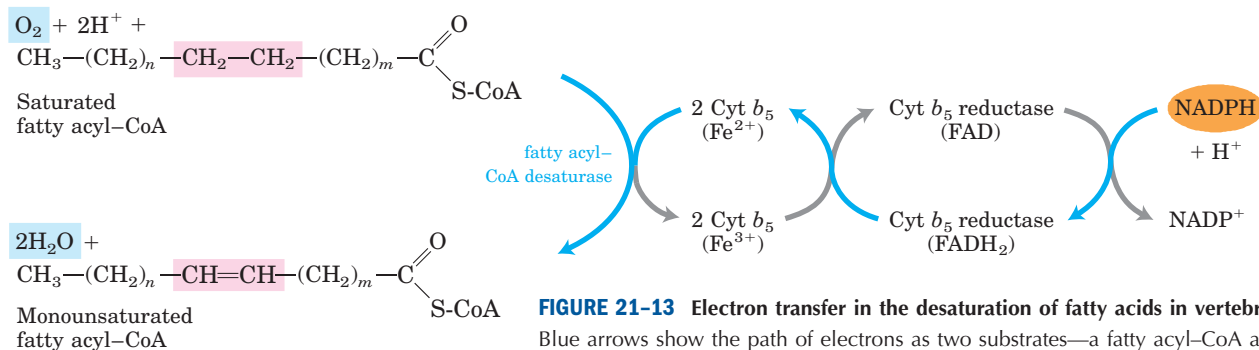 O₂ + 2H⁺ +
CH₃—(CH₂)ₙ—CH₂—CH₂—(CH₂)ₘ—C
O
S-CoA
Saturated
fatty acyl–CoA
fatty acyl–
CoA desaturase
2 Cyt b₅
(Fe²⁺)
Cyt b₅ reductase
(FAD)
NADPH
+ H⁺
2 Cyt b₅
(Fe³⁺)
Cyt b₅ reductase
(FADH₂)
NADP⁺
2H₂O +
CH₃—(CH₂)ₙ—CH=CH—(CH₂)ₘ—C
O
S-CoA
Monounsaturated
fatty acyl–CoA
FIGURE 21–13 Electron transfer in the desaturation of fatty acids in
Blue arrows show the path of electrons as two substrates—a fatty acyl–CoA